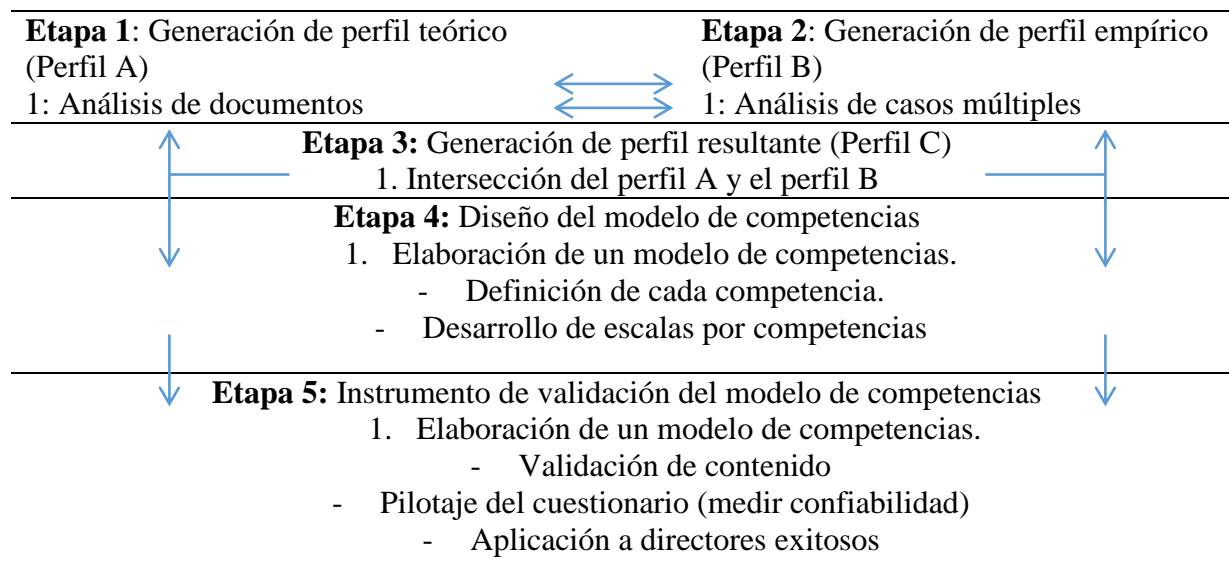 Etapa 1: Generación de perfil teórico
(Perfil A)
1: Análisis de documentos
Etapa 2: Generación de perfil empírico
(Perfil B)
1: Análisis de casos múltiples
Etapa 3: Generación de perfil resultante (Perfil C)
1. Intersección del perfil A y el perfil B
Etapa 4: Diseño del modelo de competencias
1. Elaboración de un modelo de competencias.
- Definición de cada competencia.
- Desarrollo de escalas por competencias
Etapa 5: Instrumento de validación del modelo de competencias
1. Elaboración de un modelo de competencias.
- Validación de contenido
- Pilotaje del cuestionario (medir confiabilidad)
- Aplicación a directores exitosos